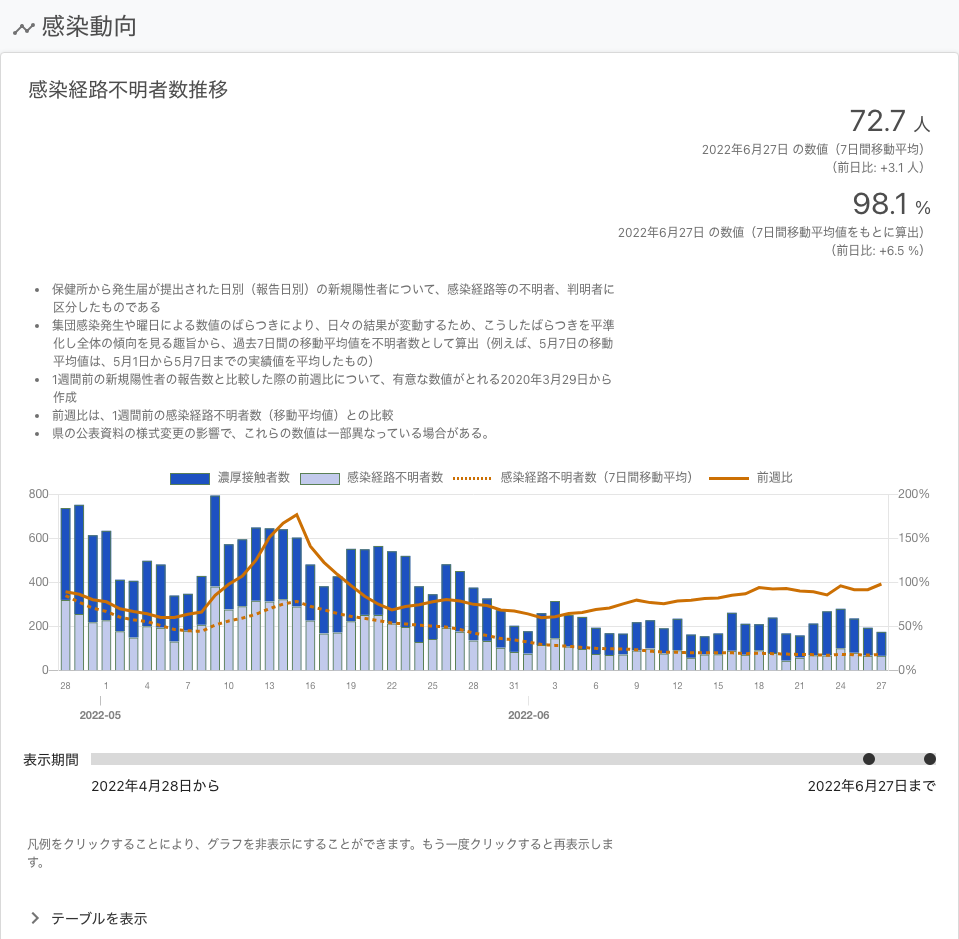 感染動向
感染経路不明者数推移
72.7 人
2022年6月27日 の数値（7日間移動平均）
（前日比: +3.1 人）
98.1 %
2022年6月27日 の数値（7日間移動平均値をもとに算出）
（前日比: +6.5 %）
• 保健所から発生届が提出された日別（報告日別）の新規陽性者について、感染経路等の不明者、判明者に
区分したものである
• 集団感染発生や曜日による数値のばらつきにより、日々の結果が変動するため、こうしたばらつきを平準
化し全体の傾向を見る趣旨から、過去7日間の移動平均値を不明者数として算出（例えば、5月7日の移動
平均値は、5月1日から5月7日までの実績値を平均したもの）
• 1週間前の新規陽性者の報告数と比較した際の前週比について、有意な数値がとれる2020年3月29日から
作成
• 前週比は、1週間前の感染経路不明者数（移動平均値）との比較
• 県の公表資料の様式変更の影響で、これらの数値は一部異なっている場合がある。
濃厚接触者数 感染経路不明者数 感染経路不明者数（7日間移動平均） 前週比
800 200%
600 150%
400 100%
200 50%
0 0%
28 1 4 7 10 13 16 19 22 25 28 31 3 6 9 12 15 18 21 24 27
2022-05 2022-06
表示期間
2022年4月28日から 2022年6月27日まで
凡例をクリックすることにより、グラフを非表示にすることができます。もう一度クリックすると再表示しま
す。
テーブルを表示